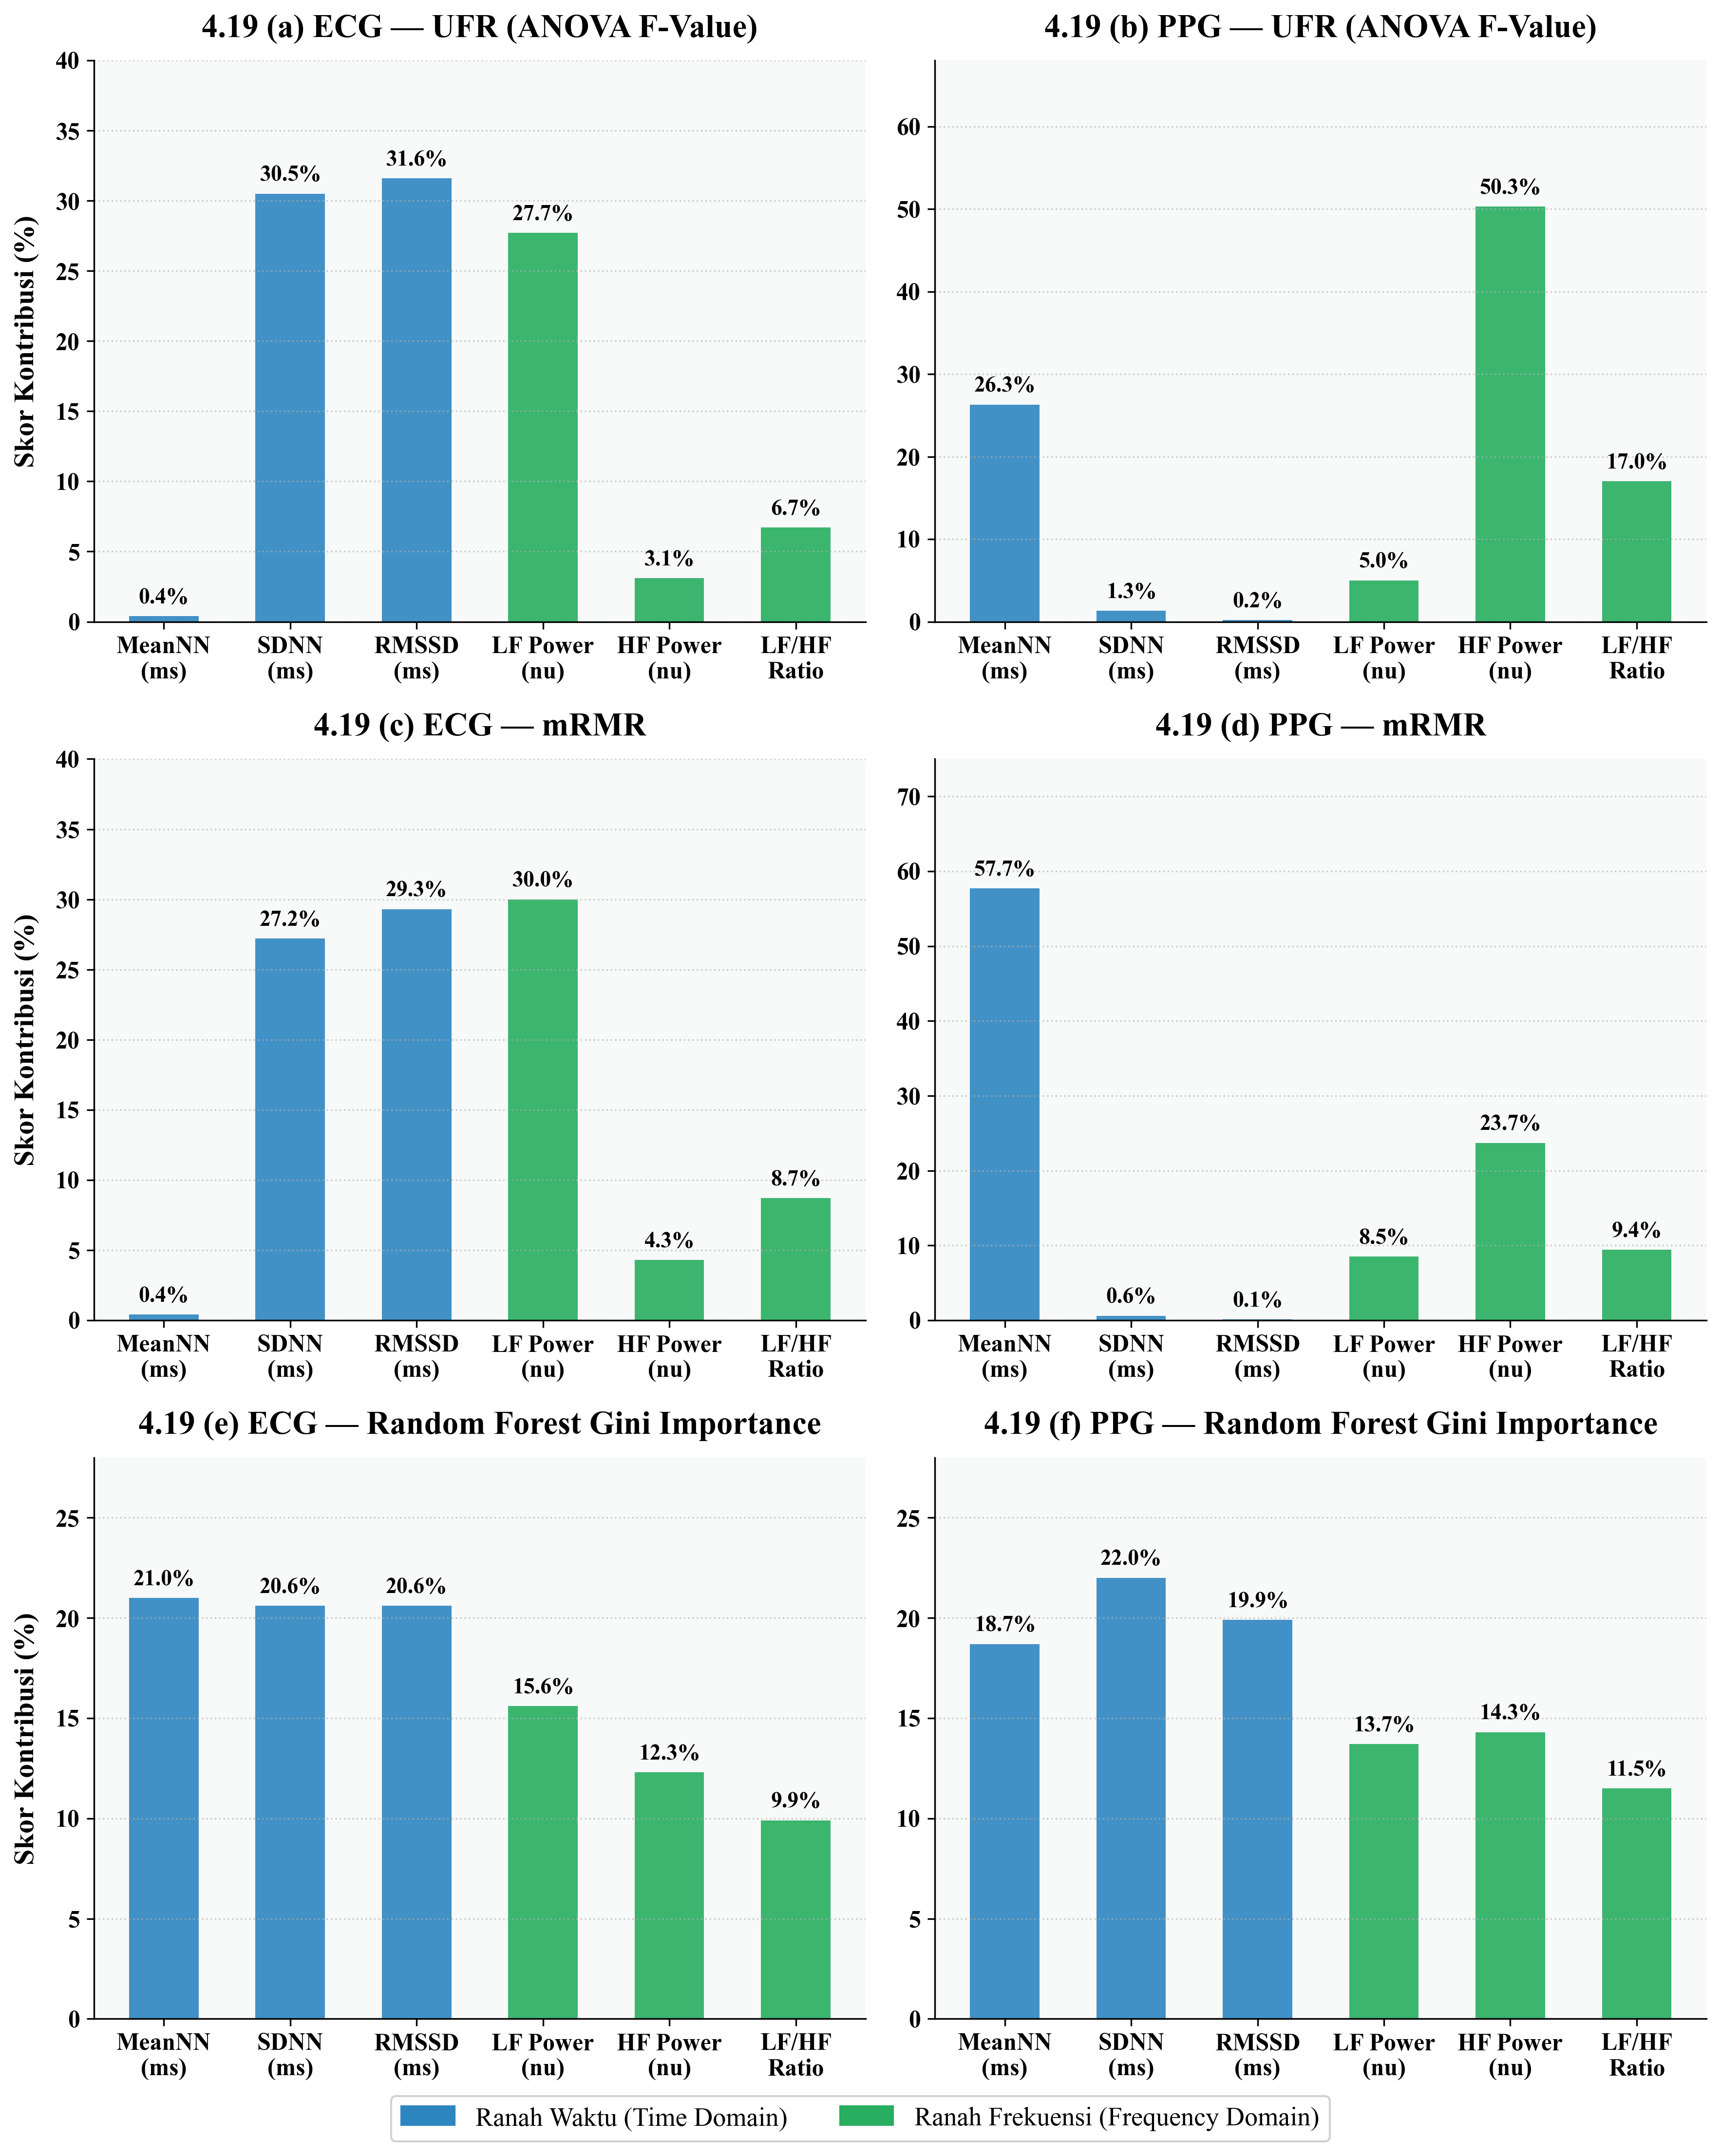 4.19 (a) ECG — UFR (ANOVA F-Value)
Skor Kontribusi (%)
40
35
30
25
20
15
10
5
0
0.4%
30.5%
31.6%
27.7%
3.1%
6.7%
MeanNN (ms)
SDNN (ms)
RMSSD (ms)
LF Power (nu)
HF Power (nu)
LF/HF Ratio
4.19 (b) PPG — UFR (ANOVA F-Value)
60
50
40
30
20
10
0
26.3%
1.3%
0.2%
5.0%
50.3%
17.0%
MeanNN (ms)
SDNN (ms)
RMSSD (ms)
LF Power (nu)
HF Power (nu)
LF/HF Ratio
4.19 (c) ECG — mRMR
Skor Kontribusi (%)
40
35
30
25
20
15
10
5
0
0.4%
27.2%
29.3%
30.0%
4.3%
8.7%
MeanNN (ms)
SDNN (ms)
RMSSD (ms)
LF Power (nu)
HF Power (nu)
LF/HF Ratio
4.19 (d) PPG — mRMR
70
60
50
40
30
20
10
0
57.7%
0.6%
0.1%
8.5%
23.7%
9.4%
MeanNN (ms)
SDNN (ms)
RMSSD (ms)
LF Power (nu)
HF Power (nu)
LF/HF Ratio
4.19 (e) ECG — Random Forest Gini Importance
Skor Kontribusi (%)
25
20
15
10
5
0
21.0%
20.6%
20.6%
15.6%
12.3%
9.9%
MeanNN (ms)
SDNN (ms)
RMSSD (ms)
LF Power (nu)
HF Power (nu)
LF/HF Ratio
4.19 (f) PPG — Random Forest Gini Importance
25
20
15
10
5
0
18.7%
22.0%
19.9%
13.7%
14.3%
11.5%
MeanNN (ms)
SDNN (ms)
RMSSD (ms)
LF Power (nu)
HF Power (nu)
LF/HF Ratio
Ranah Waktu (Time Domain)
Ranah Frekuensi (Frequency Domain)